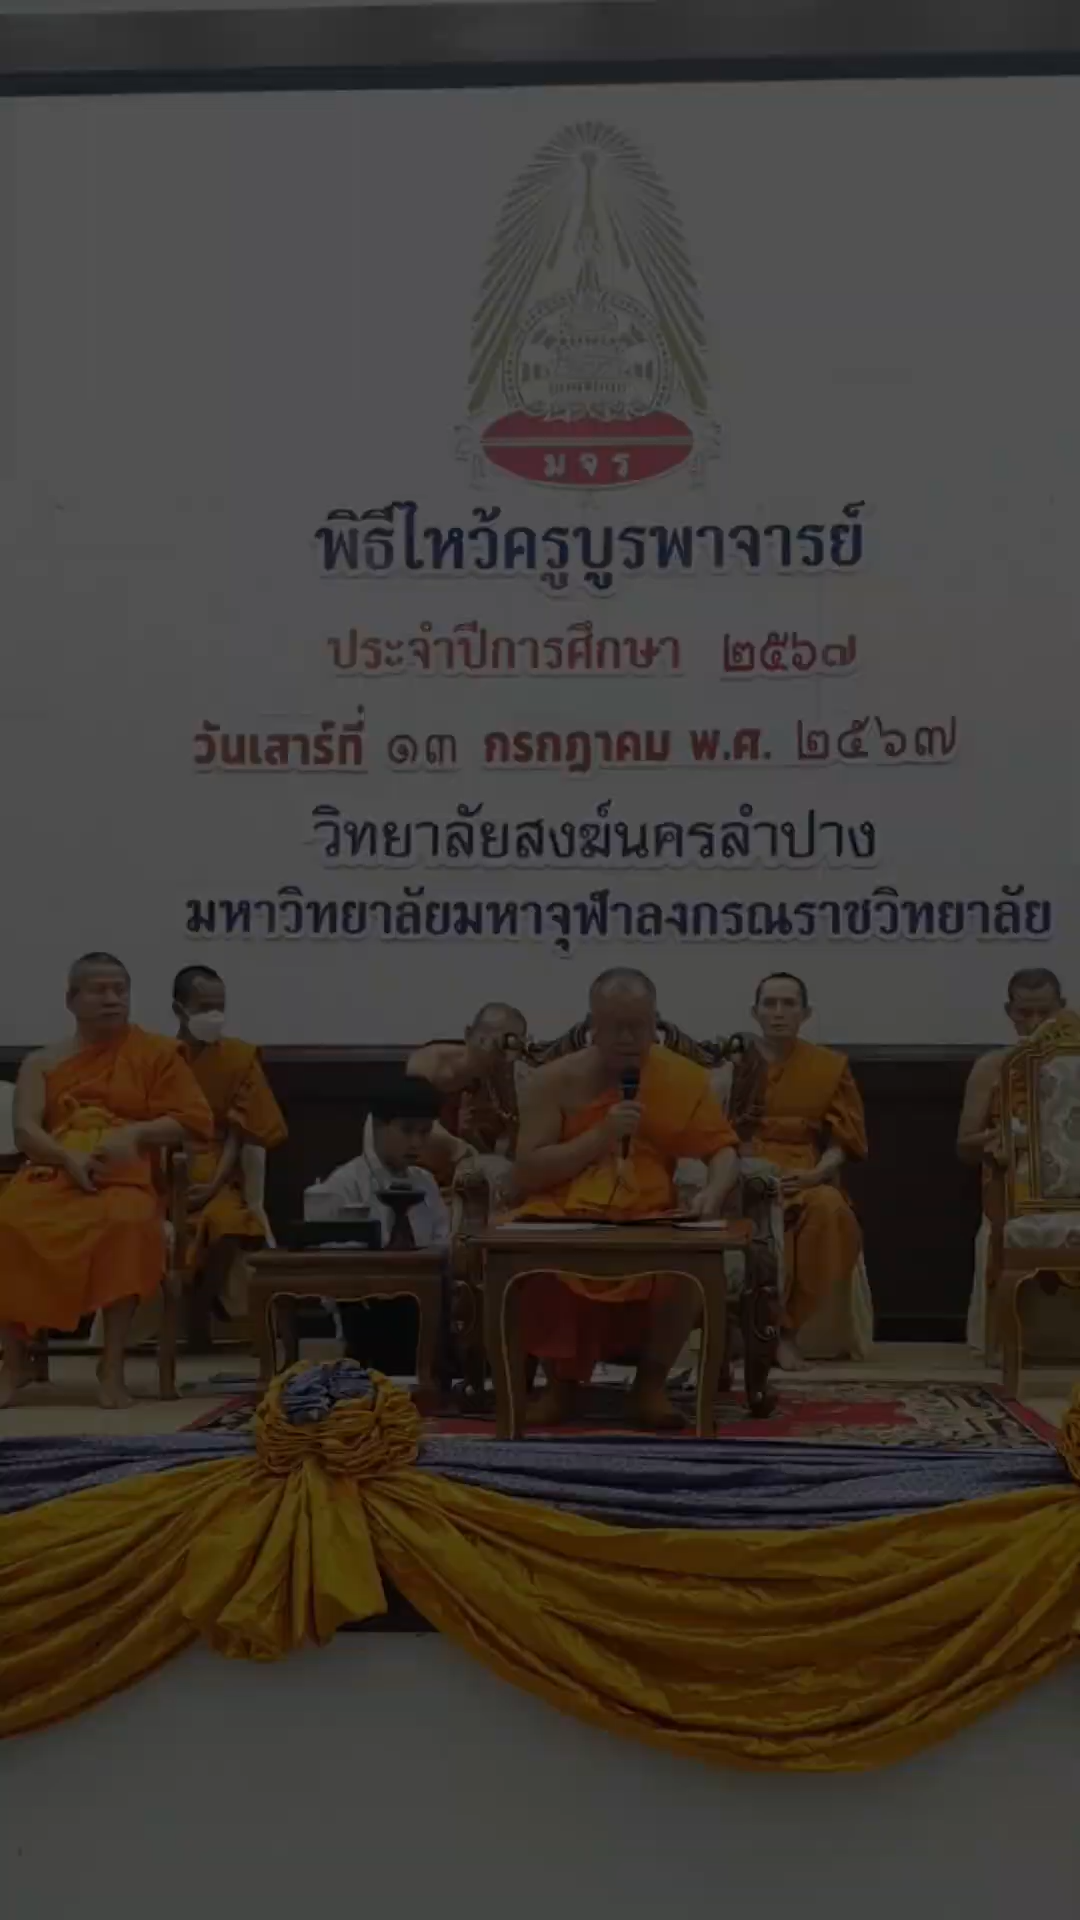 ม จ ร
พิธีไหว้ครูบูรพาจารย์
ประจำปีการศึกษา ๒๕๖๗
วันเสาร์ที่ ๑๓ กรกฎาคม พ.ศ. ๒๕๖๗
วิทยาลัยสงฆ์นครลำปาง
มหาวิทยาลัยมหาจุฬาลงกรณราชวิทยาลัย